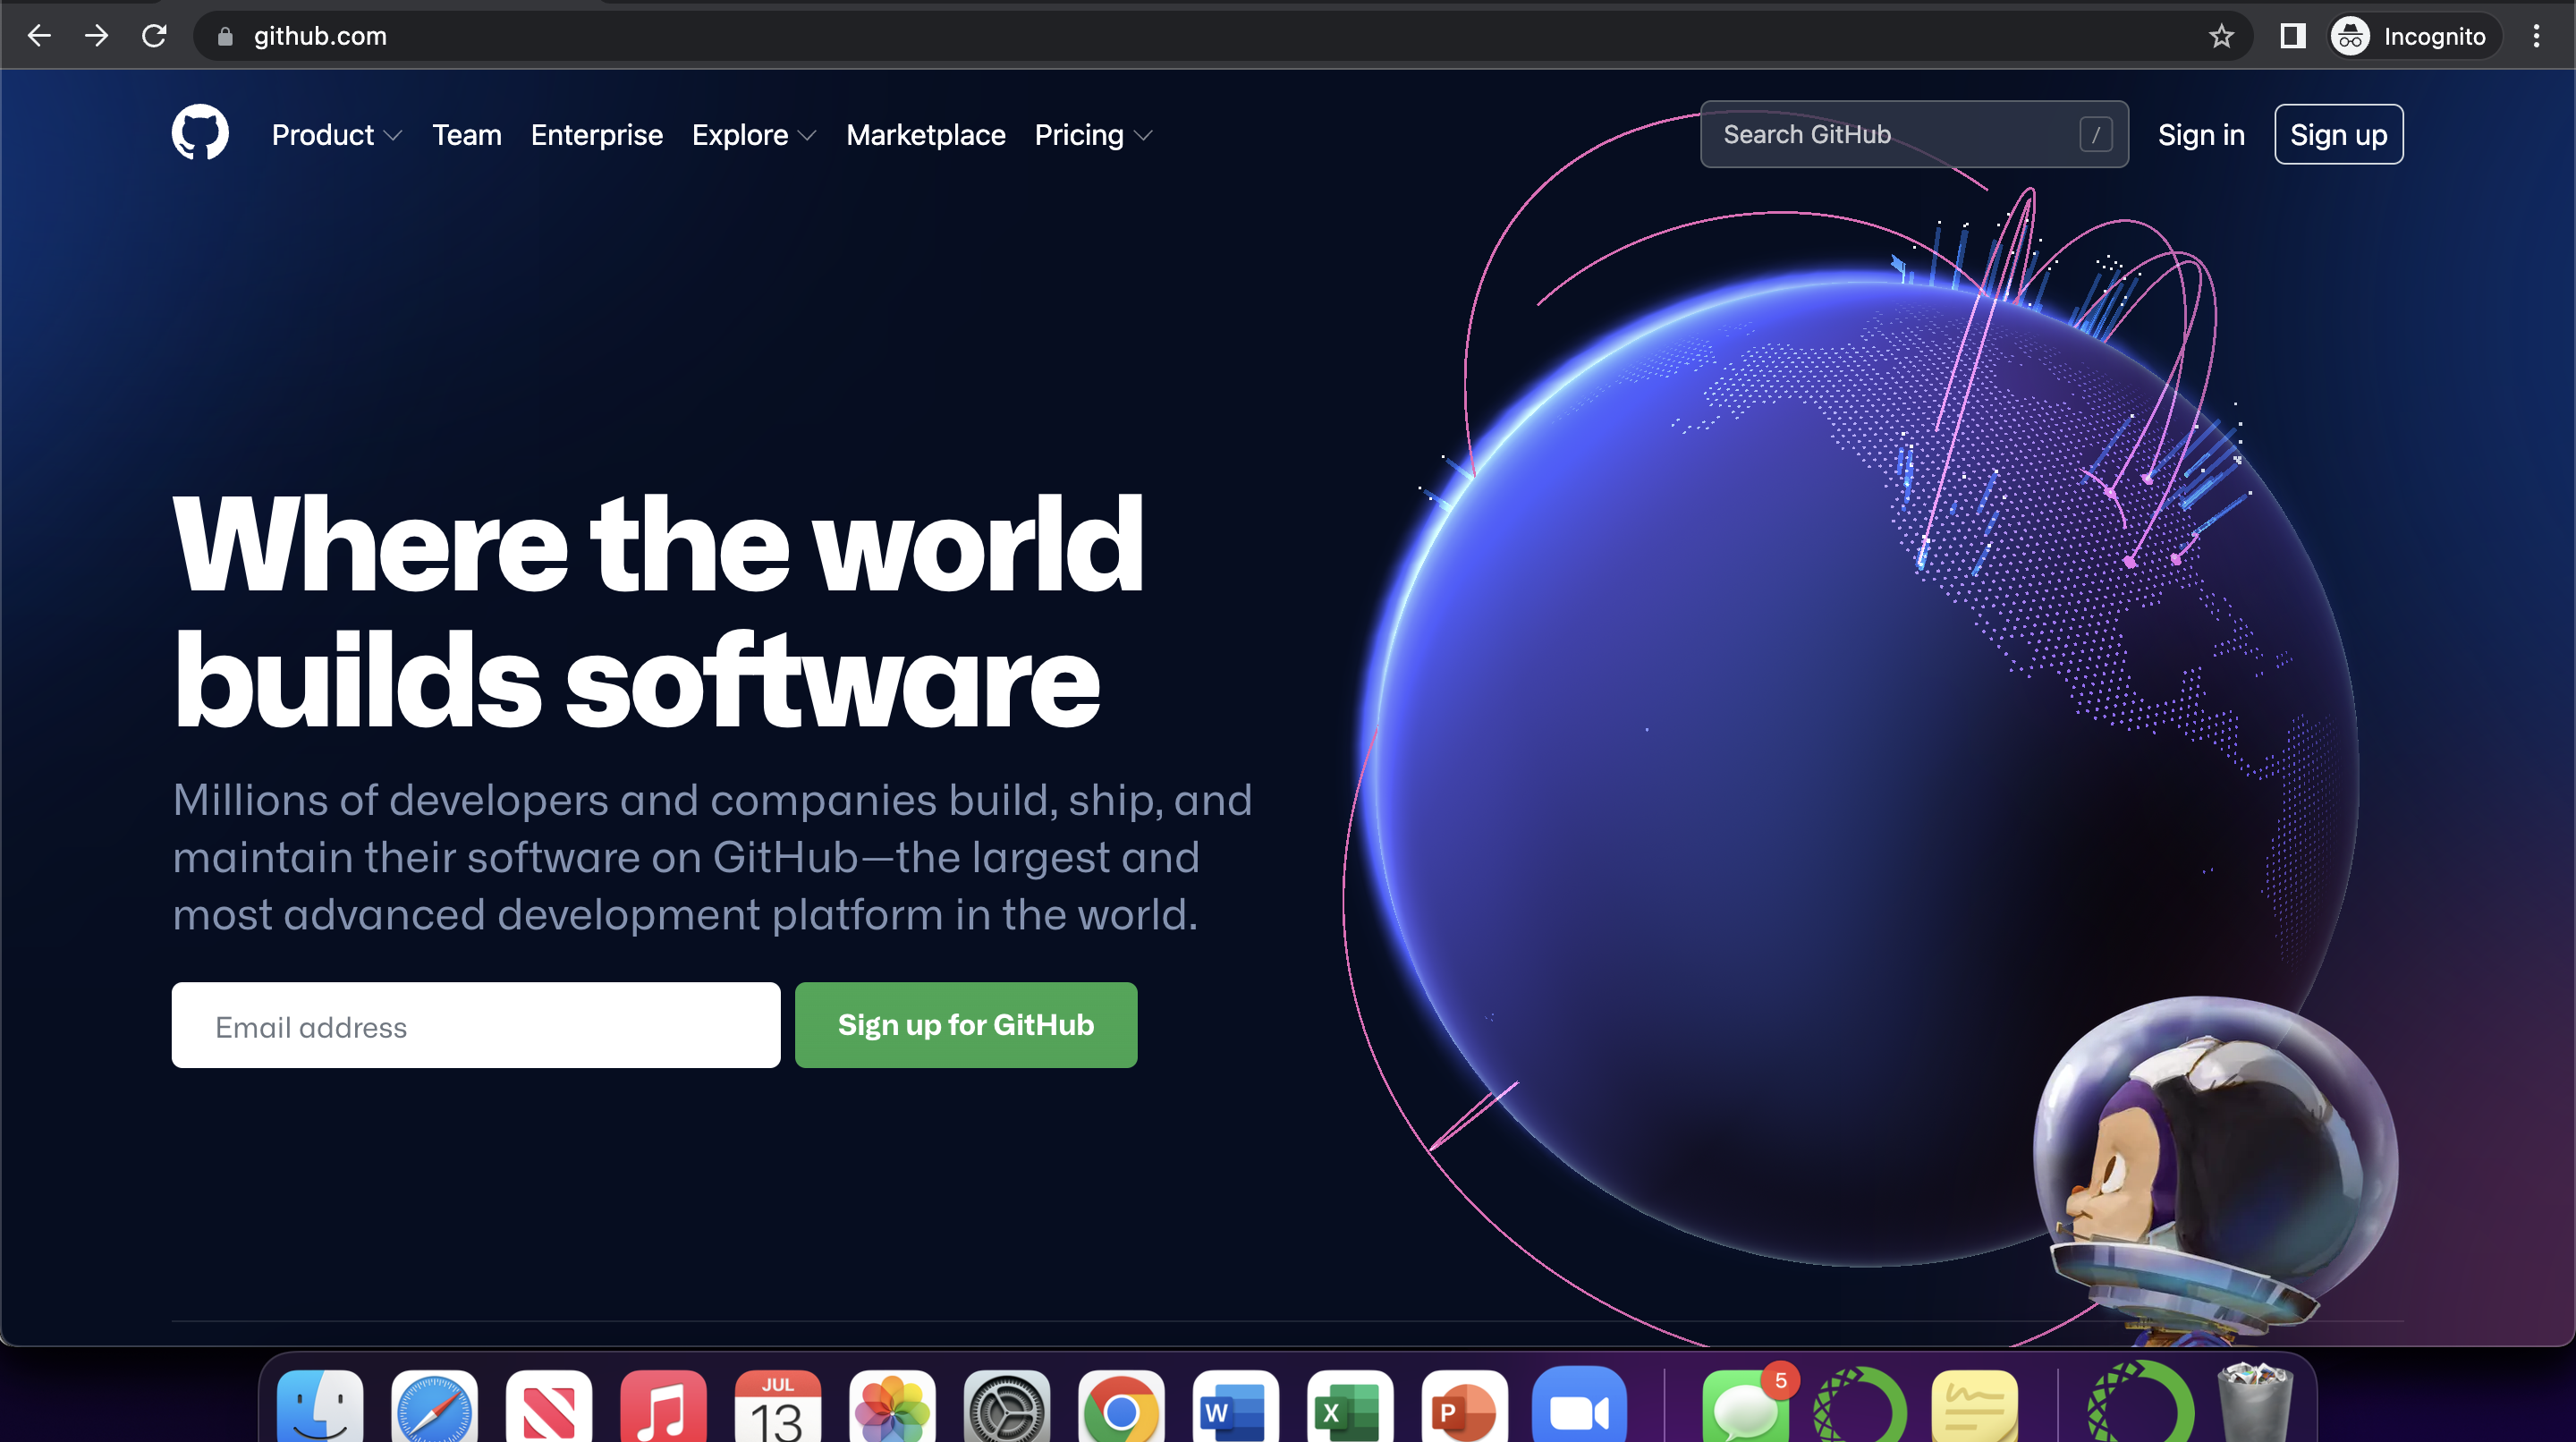 github.com
Incognito
Product Team Enterprise Explore Marketplace Pricing
Search GitHub /
Sign in
Sign up
Where the world
builds software
Millions of developers and companies build, ship, and
maintain their software on GitHub—the largest and
most advanced development platform in the world.
Email address
Sign up for GitHub
JUL
13
W
X
P
5